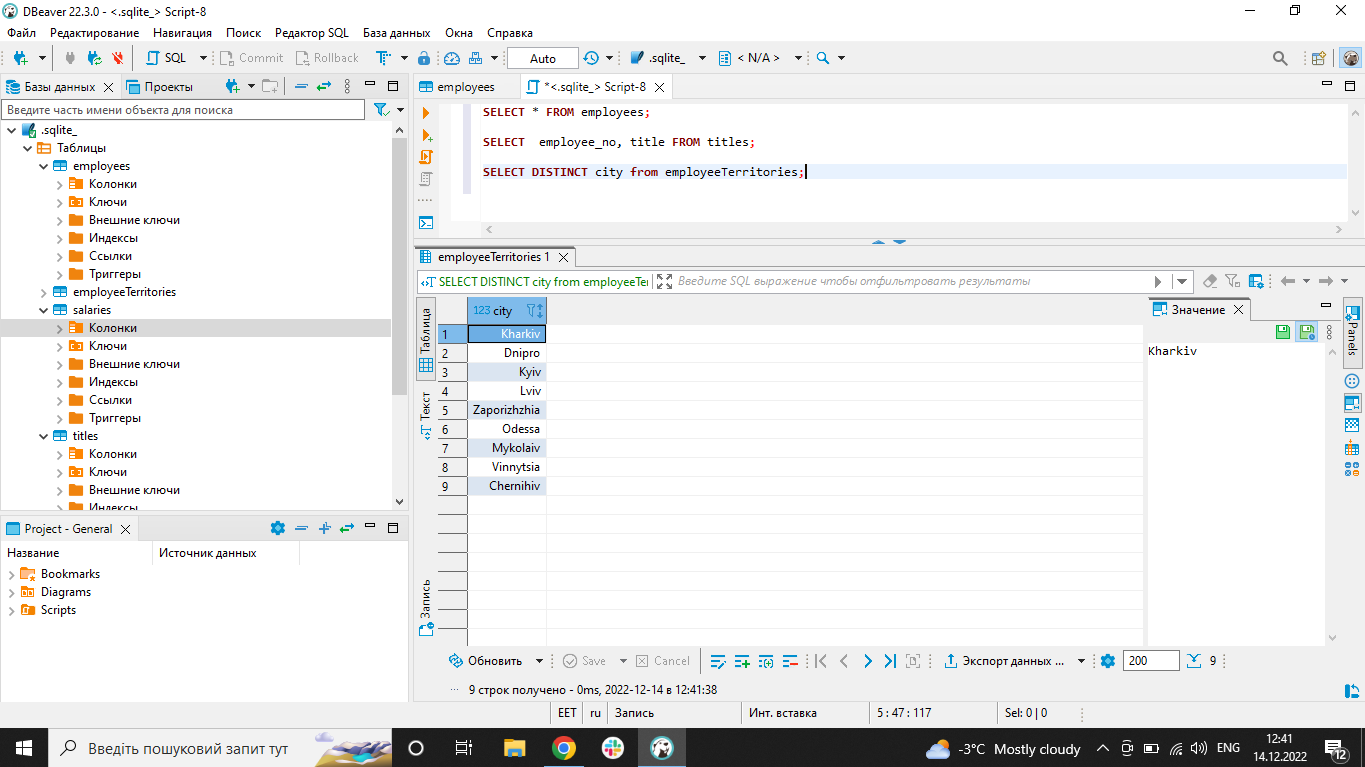 DBeaver 22.3.0 - <.sqlite_> Script-8
Файл Редактирование Навигация Поиск Редактор SQL База данных Окна Справка
SQL Commit Rollback Auto .sqlite_ < N/A >
Базы данных Проекты
Введите часть имени объекта для поиска
.sqlite_
Таблицы
employees
Колонки
Ключи
Внешние ключи
Индексы
Ссылки
Триггеры
employeeTerritories
salaries
Колонки
Ключи
Внешние ключи
Индексы
Ссылки
Триггеры
titles
Колонки
Ключи
Внешние ключи
Индексы
Project - General
Название Источник данных
Bookmarks
Diagrams
Scripts
employees *<.sqlite_> Script-8
SELECT * FROM employees;
SELECT employee_no, title FROM titles;
SELECT DISTINCT city from employeeTerritories;
employeeTerritories 1
SELECT DISTINCT city from employeeTer Введите SQL выражение чтобы отфильтровать результаты
Таблица
Текст
Запись
123 city
1 Kharkiv
2 Dnipro
3 Kyiv
4 Lviv
5 Zaporizhzhia
6 Odessa
7 Mykolaiv
8 Vinnytsia
9 Chernihiv
Значение
Kharkiv
Panels
Обновить Save Cancel Экспорт данных ... 200 9
9 строк получено - 0ms, 2022-12-14 в 12:41:38
EET ru Запись Инт. вставка 5 : 47 : 117 Sel: 0 | 0
Введіть пошуковий запит тут
-3°C Mostly cloudy ENG 12:41
14.12.2022
12